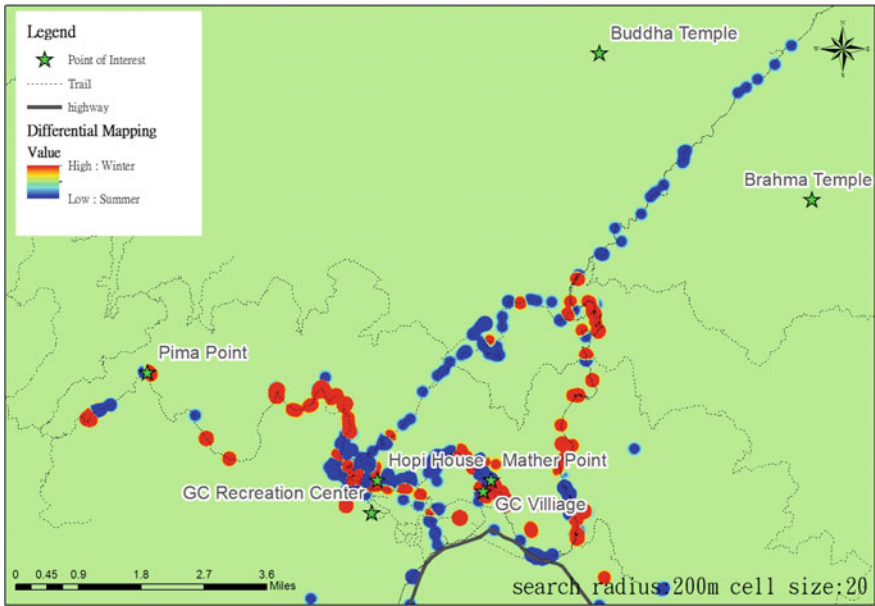 Legend
Point of Interest
Trail
highway
Differential Mapping
Value
High : Winter
Low : Summer
Buddha Temple
N
W
E
S
Brahma Temple
Pima Point
Hopi House
Mather Point
GC Recreation Center
GC Villiage
0 0.45 0.9 1.8 2.7 3.6
Miles
search radius:200m cell size:20